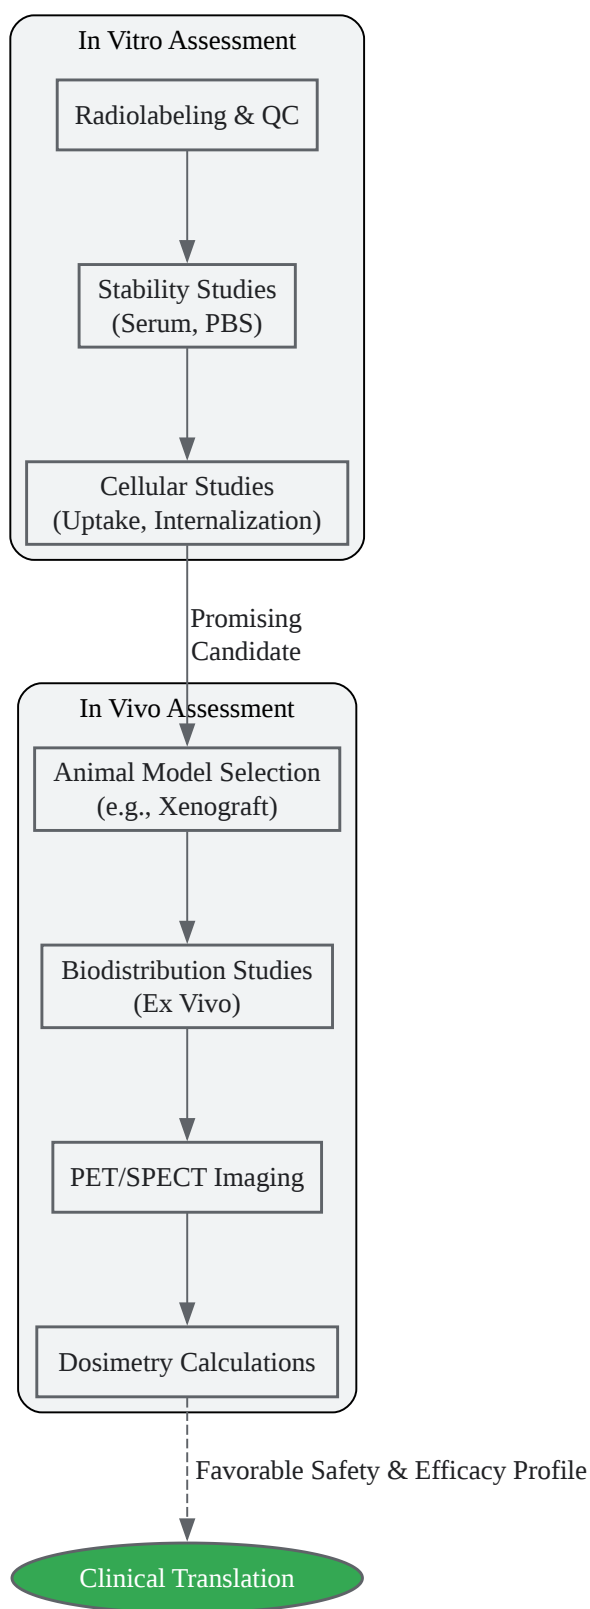 In Vitro Assessment
Radiolabeling & QC
Stability Studies
(Serum, PBS)
Cellular Studies
(Uptake, Internalization)
Promising
Candidate
In Vivo Assessment
Animal Model Selection
(e.g., Xenograft)
Biodistribution Studies
(Ex Vivo)
PET/SPECT Imaging
Dosimetry Calculations
Favorable Safety & Efficacy Profile
Clinical Translation